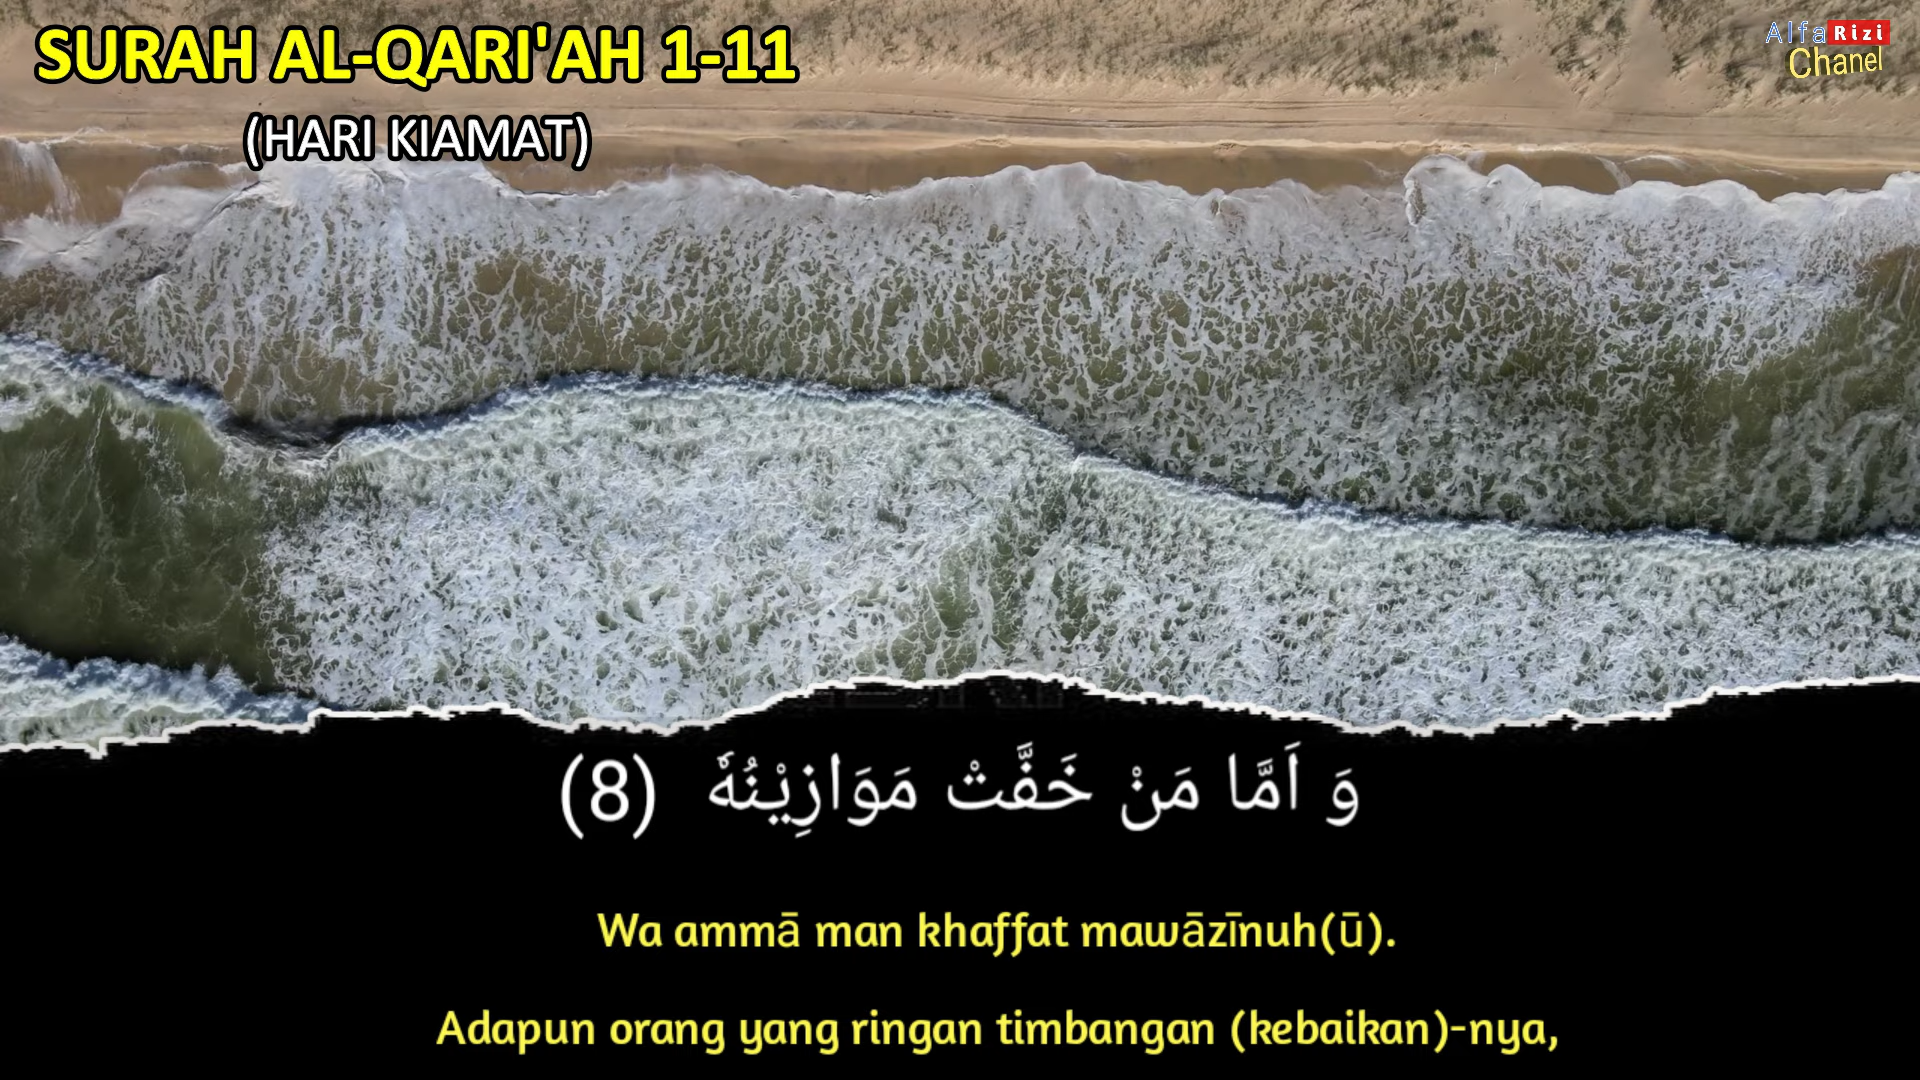 SURAH AL-QARI'AH 1-11
(HARI KIAMAT)
Alfa Rizi
Chanel
وَ اَمَّا مَنْ خَفَّتْ مَوَازِيْنُهٗ (8)
Wa ammā man khaffat mawāzīnuh(ū).
Adapun orang yang ringan timbangan (kebaikan)-nya,